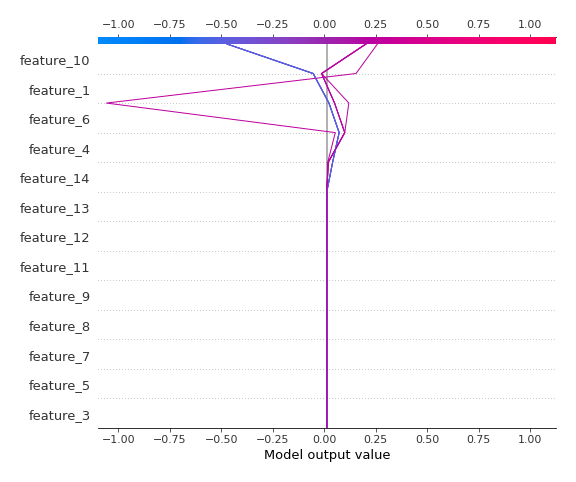 −1.00 −0.75 −0.50 −0.25 0.00 0.25 0.50 0.75 1.00
feature_10
feature_1
feature_6
feature_4
feature_14
feature_13
feature_12
feature_11
feature_9
feature_8
feature_7
feature_5
feature_3
−1.00 −0.75 −0.50 −0.25 0.00 0.25 0.50 0.75 1.00
Model output value